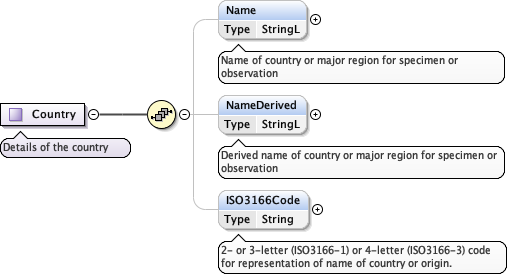 Name
Type StringL
Name of country or major region for specimen or
observation
Country
Details of the country
NameDerived
Type StringL
Derived name of country or major region for specimen or
observation
ISO3166Code
Type String
2- or 3-letter (ISO3166-1) or 4-letter (ISO3166-3) code
for representation of name of country or origin.